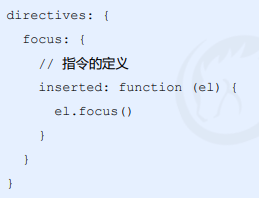 directives: {
  focus: {
    // 指令的定义
    inserted: function (el) {
      el.focus()
    }
  }
}